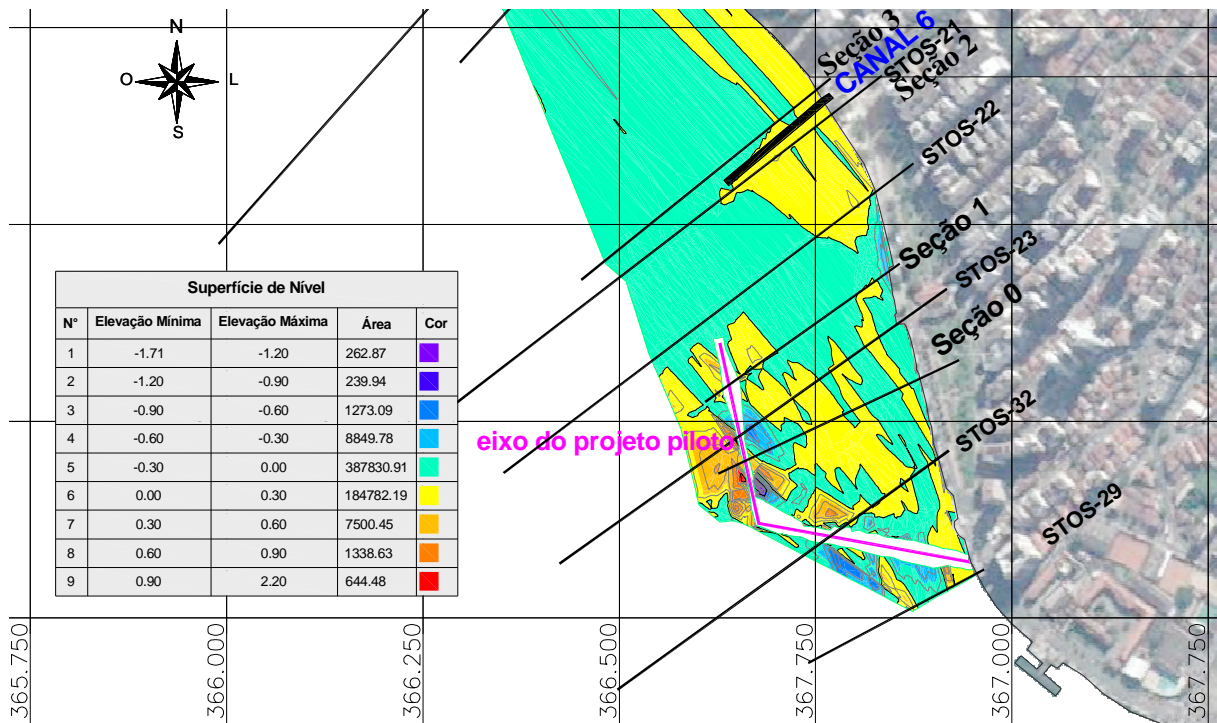 N
O
L
S
Seção 3
CANAL 6
STOS-21
Seção 2
STOS-22
Seção 1
STOS-23
Seção 0
STOS-32
STOS-29
eixo do projeto piloto
Superfície de Nível
N° Elevação Mínima Elevação Máxima Área Cor
1 -1.71 -1.20 262.87
2 -1.20 -0.90 239.94
3 -0.90 -0.60 1273.09
4 -0.60 -0.30 8849.78
5 -0.30 0.00 387830.91
6 0.00 0.30 184782.19
7 0.30 0.60 7500.45
8 0.60 0.90 1338.63
9 0.90 2.20 644.48
365.750
366.000
366.250
366.500
367.750
367.000
367.750